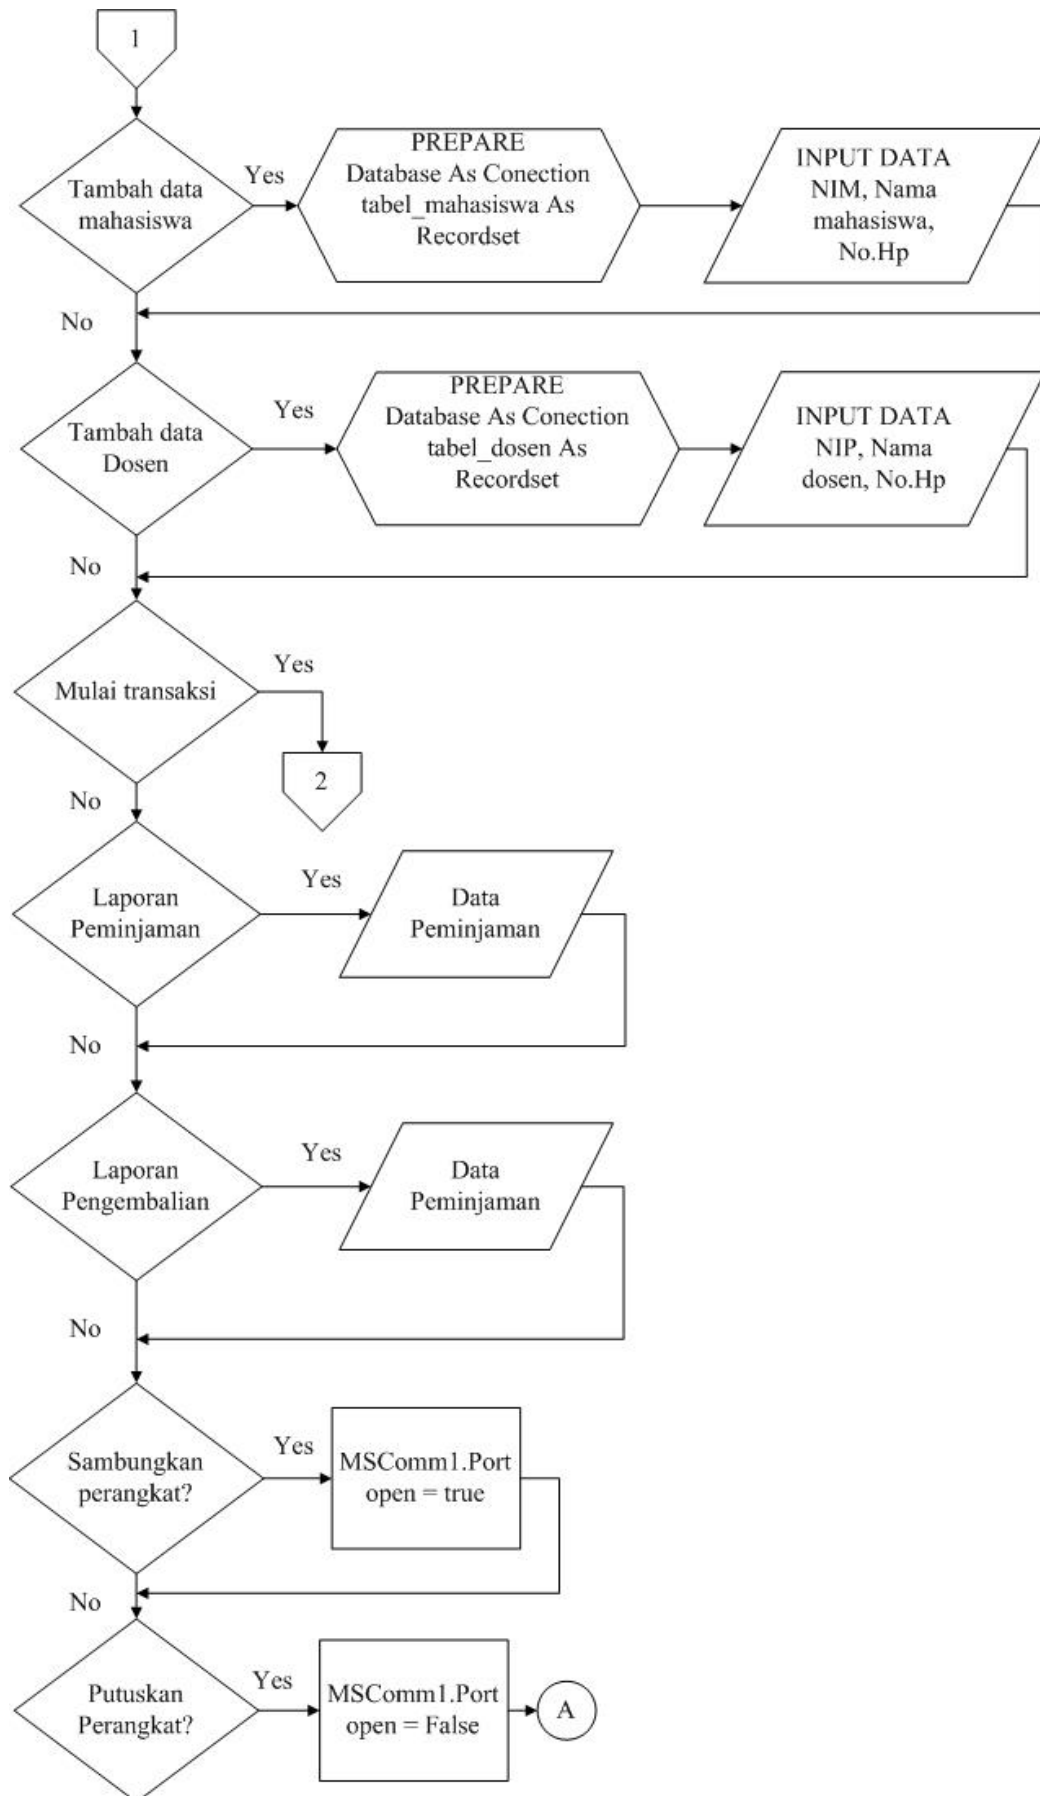 1
Tambah data
mahasiswa
Yes
PREPARE
Database As Conection
tabel_mahasiswa As
Recordset
INPUT DATA
NIM, Nama
mahasiswa,
No.Hp
No
Tambah data
Dosen
Yes
PREPARE
Database As Conection
tabel_dosen As
Recordset
INPUT DATA
NIP, Nama
dosen, No.Hp
No
Mulai transaksi
Yes
2
No
Laporan
Peminjaman
Yes
Data
Peminjaman
No
Laporan
Pengembalian
Yes
Data
Peminjaman
No
Sambungkan
perangkat?
Yes
MSComm1.Port
open = true
No
Putuskan
Perangkat?
Yes
MSComm1.Port
open = False
A